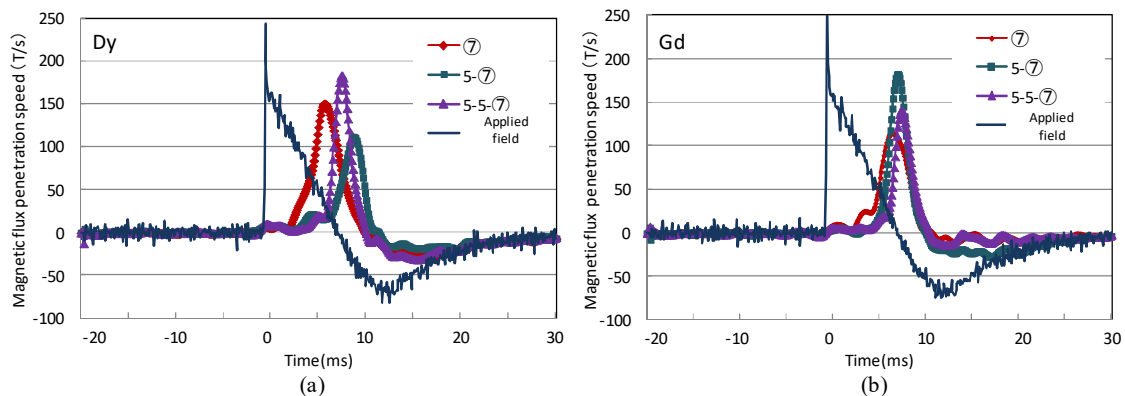 250
200
150
100
50
0
-50
-100
Magnetic flux penetration speed (T/s)
Dy
⑦
5-⑦
5-5-⑦
Applied
field
-20
-10
0
10
20
30
Time(ms)
(a)
250
200
150
100
50
0
-50
-100
Magnetic flux penetration speed (T/s)
Gd
⑦
5-⑦
5-5-⑦
Applied
field
-20
-10
0
10
20
30
Time(ms)
(b)